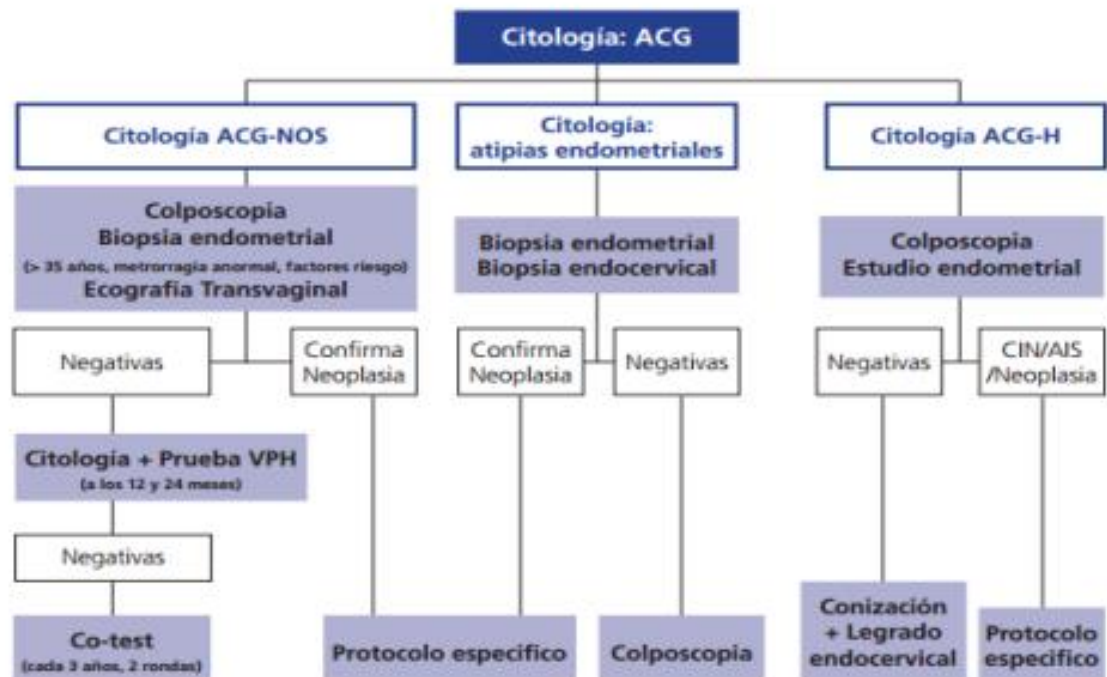 Citología: ACG
Citología ACG-NOS
Citología:
atipias endometriales
Citología ACG-H
Colposcopia
Biopsia endometrial
(> 35 años, metrorragia anormal, factores riesgo)
Ecografía Transvaginal
Biopsia endometrial
Biopsia endocervical
Colposcopia
Estudio endometrial
Negativas
Confirma
Neoplasia
Confirma
Neoplasia
Negativas
Negativas
CIN/AIS
/Neoplasia
Citología + Prueba VPH
(a los 12 y 24 meses)
Negativas
Co-test
(cada 3 años, 2 rondas)
Protocolo especifico
Colposcopia
Conización
+ Legrado
endocervical
Protocolo
especifico